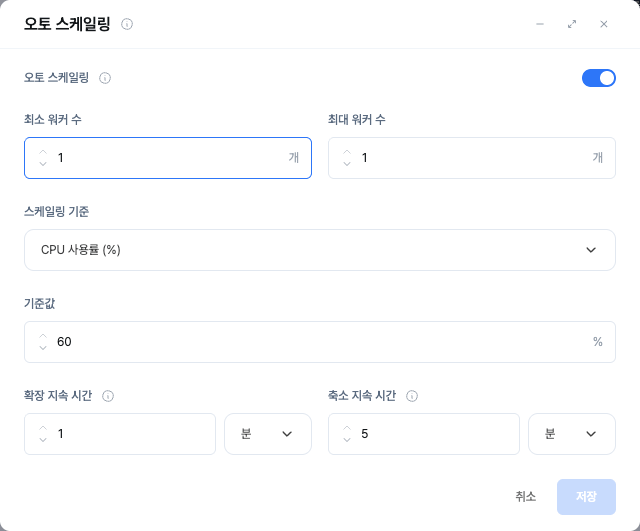 오토 스케일링
오토 스케일링
최소 워커 수
최대 워커 수
1 개
1 개
스케일링 기준
CPU 사용률 (%)
기준값
60 %
확장 지속 시간
축소 지속 시간
1 분
5 분
취소 저장